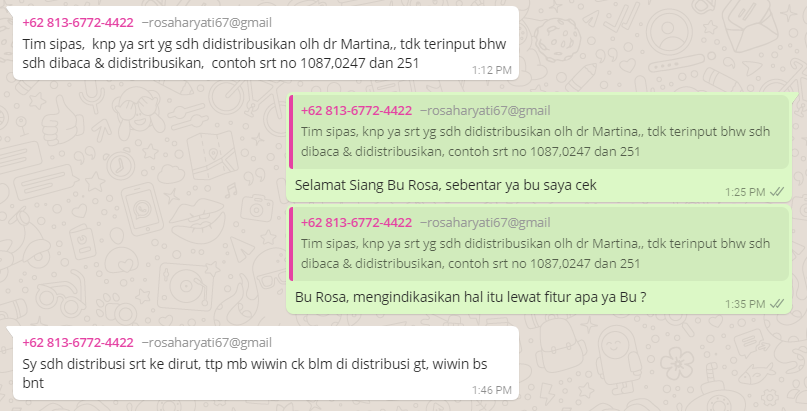 +62 813-6772-4422 ~rosaharyati67@gmail
Tim sipas, knp ya srt yg sdh didistribusikan olh dr Martina,, tdk terinput bhw
sdh dibaca & didistribusikan, contoh srt no 1087,0247 dan 251
1:12 PM
+62 813-6772-4422 ~rosaharyati67@gmail
Tim sipas, knp ya srt yg sdh didistribusikan olh dr Martina,, tdk terinput bhw sdh
dibaca & didistribusikan, contoh srt no 1087,0247 dan 251
Selamat Siang Bu Rosa, sebentar ya bu saya cek
1:25 PM
+62 813-6772-4422 ~rosaharyati67@gmail
Tim sipas, knp ya srt yg sdh didistribusikan olh dr Martina,, tdk terinput bhw sdh
dibaca & didistribusikan, contoh srt no 1087,0247 dan 251
Bu Rosa, mengindikasikan hal itu lewat fitur apa ya Bu ?
1:35 PM
+62 813-6772-4422 ~rosaharyati67@gmail
Sy sdh distribusi srt ke dirut, ttp mb wiwin ck blm di distribusi gt, wiwin bs
bnt
1:46 PM